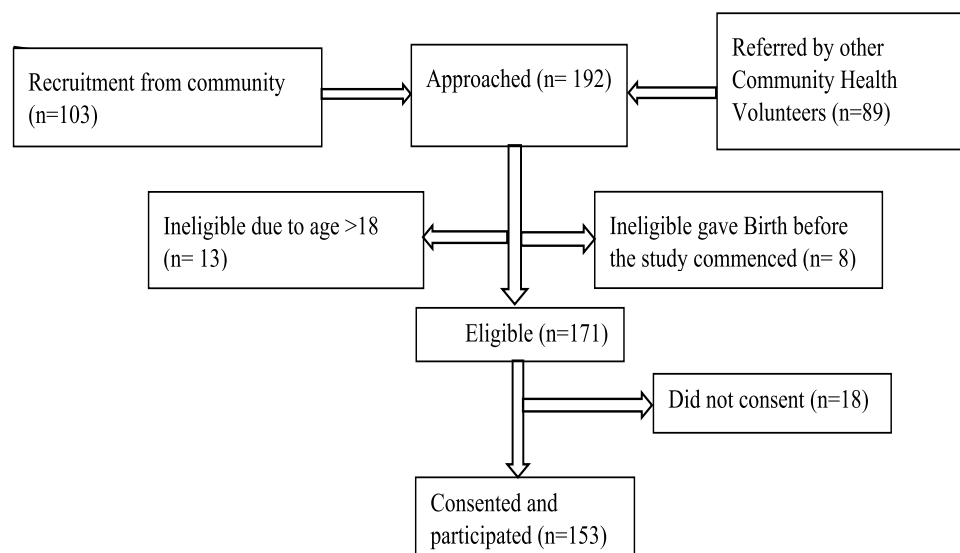 Recruitment from community
(n=103)
Approached (n= 192)
Referred by other
Community Health
Volunteers (n=89)
Ineligible due to age >18
(n= 13)
Ineligible gave Birth before
the study commenced (n= 8)
Eligible (n=171)
Did not consent (n=18)
Consented and
participated (n=153)